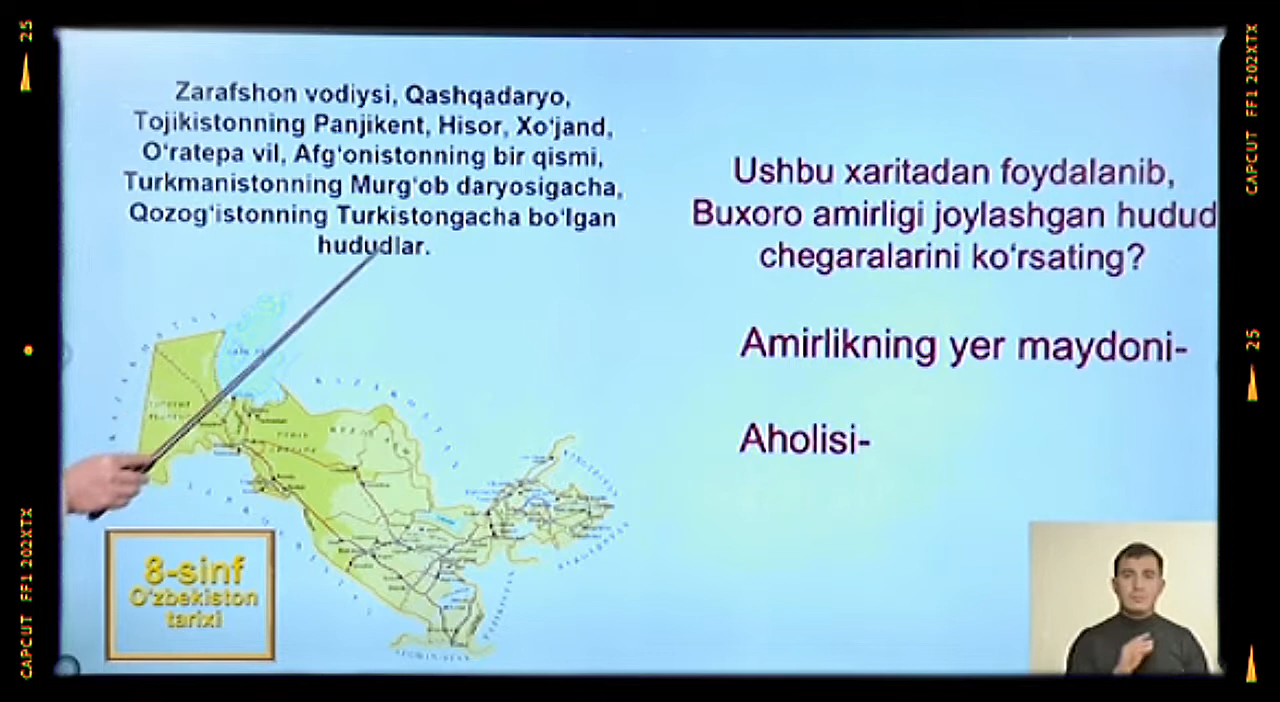 Zarafshon vodiysi, Qashqadaryo,
Tojikistonning Panjikent, Hisor, Xo‘jand,
O‘ratepa vil, Afg‘onistonning bir qismi,
Turkmanistonning Murg‘ob daryosigacha,
Qozog‘istonning Turkistongacha bo‘lgan
hududlar.
Ushbu xaritadan foydalanib,
Buxoro amirligi joylashgan hudud
chegaralarini ko‘rsating?
Amirlikning yer maydoni-
Aholisi-
8-sinf
O‘zbekiston
tarixi
25
CAPCUT FF1 202XTX
CAPCUT FF1 202XTX
25